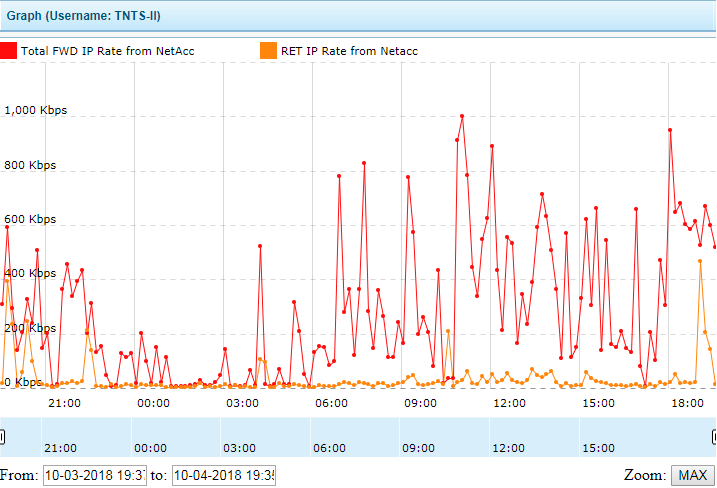 Graph (Username: TNTS-II)
Total FWD IP Rate from NetAcc RET IP Rate from Netacc
1,000 Kbps
800 Kbps
600 Kbps
400 Kbps
200 Kbps
0 Kbps
21:00 00:00 03:00 06:00 09:00 12:00 15:00 18:00
21:00 00:00 03:00 06:00 09:00 12:00 15:00
From: 10-03-2018 19:37 to: 10-04-2018 19:35 Zoom: MAX